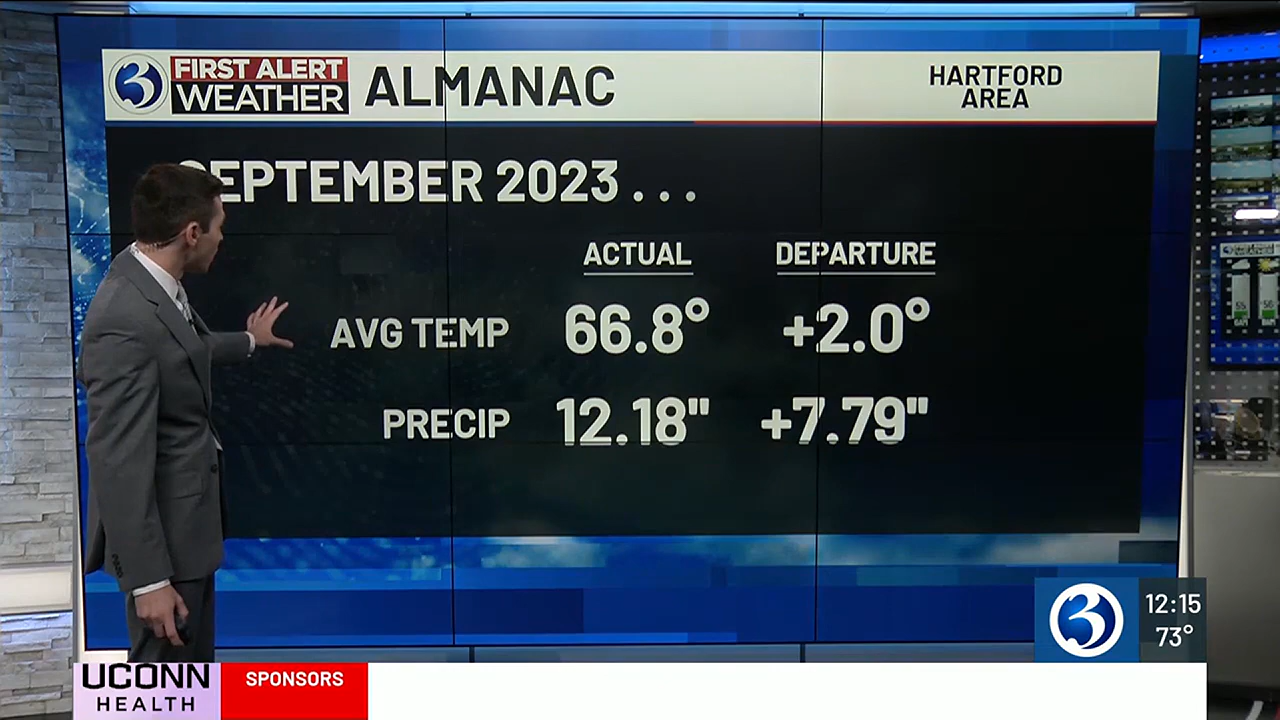 3 FIRST ALERT
WEATHER
ALMANAC
HARTFORD
AREA
SEPTEMBER 2023...
ACTUAL DEPARTURE
AVG TEMP 66.8° +2.0°
PRECIP 12.18" +7.79"
3 12:15
73°
UCONN
HEALTH
SPONSORS